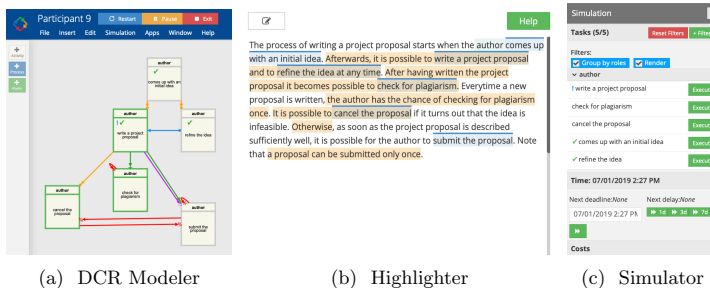 Participant 9
Restart
Pause
Exit
File Insert Edit Simulation Apps Window Help
Activity
Process
author
comes up with an
initial idea
author
write a project
proposal
author
refine the idea
author
check for
plagiarism
author
cancel the
proposal
author
submit the
proposal
(a) DCR Modeler
Help
The process of writing a project proposal starts when the author comes up
with an initial idea. Afterwards, it is possible to write a project proposal
and to refine the idea at any time. After having written the project
proposal it becomes possible to check for plagiarism. Everytime a new
proposal is written, the author has the chance of checking for plagiarism
once. It is possible to cancel the proposal if it turns out that the idea is
infeasible. Otherwise, as soon as the project proposal is described
sufficiently well, it is possible for the author to submit the proposal. Note
that a proposal can be submitted only once.
(b) Highlighter
Simulation
Tasks (5/5)
Reset Filters
+ Filter
Filters:
Group by roles
Render
author
! write a project proposal
Execut
check for plagiarism
Execut
cancel the proposal
Execut
comes up with an initial idea
Execut
refine the idea
Execut
Time: 07/01/2019 2:27 PM
Next deadline:None
Next delay:None
07/01/2019 2:27 PM
1d
3d
7d
Costs
(c) Simulator